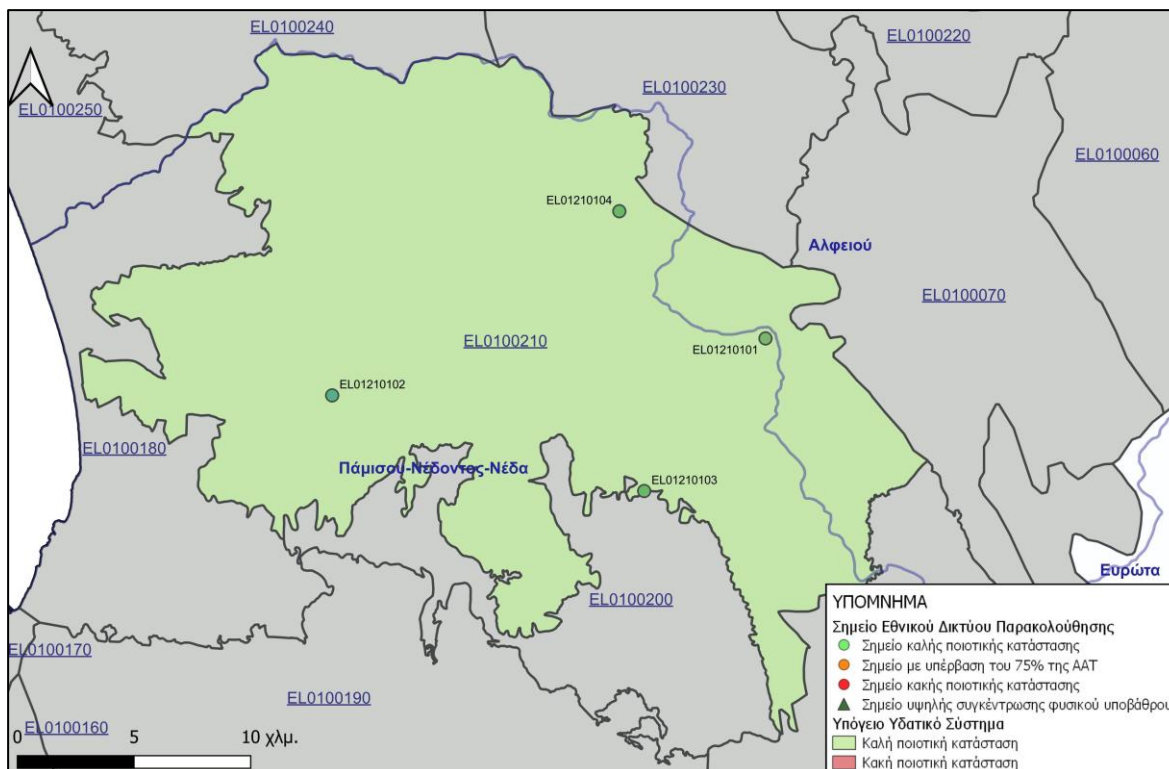 EL0100240
EL0100220
EL0100230
EL0100250
EL0100060
EL01210104
Αλφειού
EL0100070
EL0100210
EL01210101
EL01210102
EL0100180
Πάμισου-Νέδοντος-Νέδα
EL01210103
Ευρώτα
EL0100200
EL0100170
EL0100190
EL0100160
0 5 10 χλμ.
ΥΠΟΜΝΗΜΑ
Σημείο Εθνικού Δικτύου Παρακολούθησης
Σημείο καλής ποιοτικής κατάστασης
Σημείο με υπέρβαση του 75% της ΑΑΤ
Σημείο κακής ποιοτικής κατάστασης
Σημείο υψηλής συγκέντρωσης φυσικού υποβάθρου
Υπόγειο Υδατικό Σύστημα
Καλή ποιοτική κατάσταση
Κακή ποιοτική κατάσταση